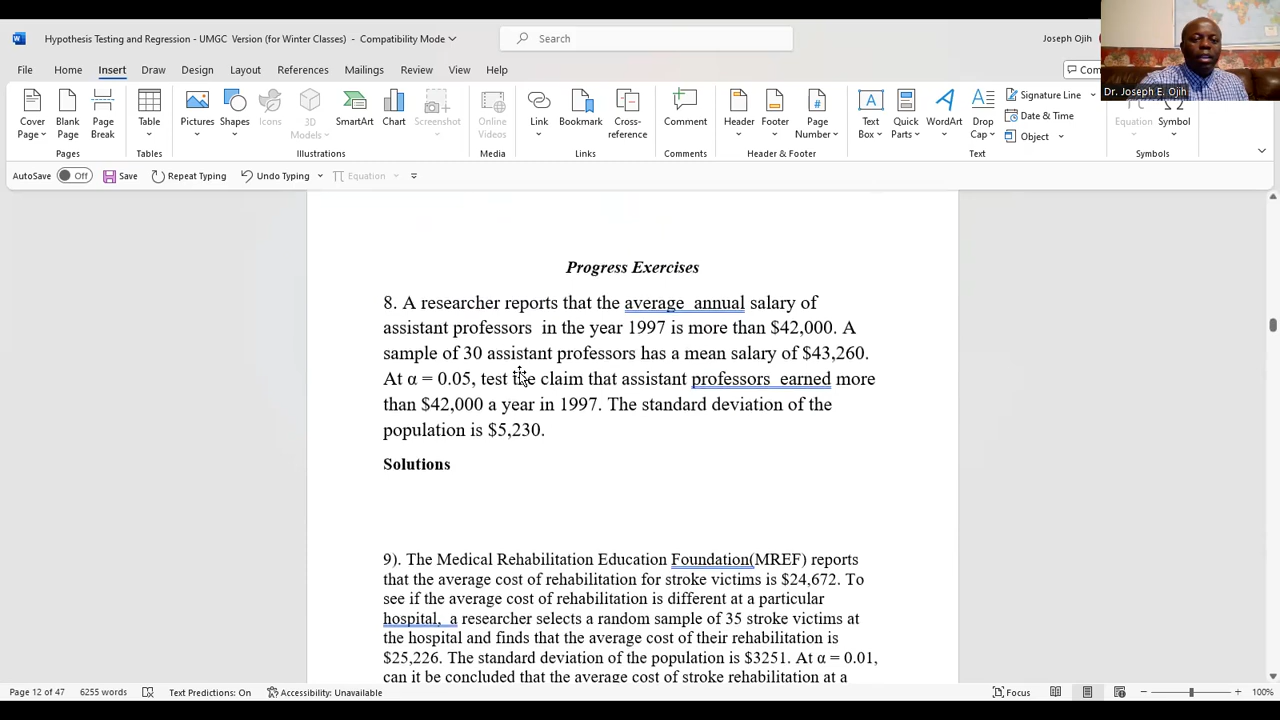 Hypothesis Testing and Regression - UMGC Version (for Winter Classes) - Compatibility Mode
Search
Joseph Ojih
File Home Insert Draw Design Layout References Mailings Review View Help
Com
Dr. Joseph E. Ojih
Cover Page
Blank Page
Page Break
Table
Pictures
Shapes
Icons
3D Models
SmartArt
Chart
Screenshot
Online Videos
Link
Bookmark
Cross-reference
Comment
Header
Footer
Page Number
Text Box
Quick Parts
WordArt
Drop Cap
Signature Line
Date & Time
Object
Equation
Symbol
Pages Tables Illustrations Media Links Comments Header & Footer Text Symbols
AutoSave Off Save Repeat Typing Undo Typing Equation
Progress Exercises
8. A researcher reports that the average annual salary of
assistant professors in the year 1997 is more than $42,000. A
sample of 30 assistant professors has a mean salary of $43,260.
At α = 0.05, test the claim that assistant professors earned more
than $42,000 a year in 1997. The standard deviation of the
population is $5,230.
Solutions
9). The Medical Rehabilitation Education Foundation(MREF) reports
that the average cost of rehabilitation for stroke victims is $24,672. To
see if the average cost of rehabilitation is different at a particular
hospital, a researcher selects a random sample of 35 stroke victims at
the hospital and finds that the average cost of their rehabilitation is
$25,226. The standard deviation of the population is $3251. At α = 0.01,
can it be concluded that the average cost of stroke rehabilitation at a
Page 12 of 47 6255 words Text Predictions: On Accessibility: Unavailable Focus 100%